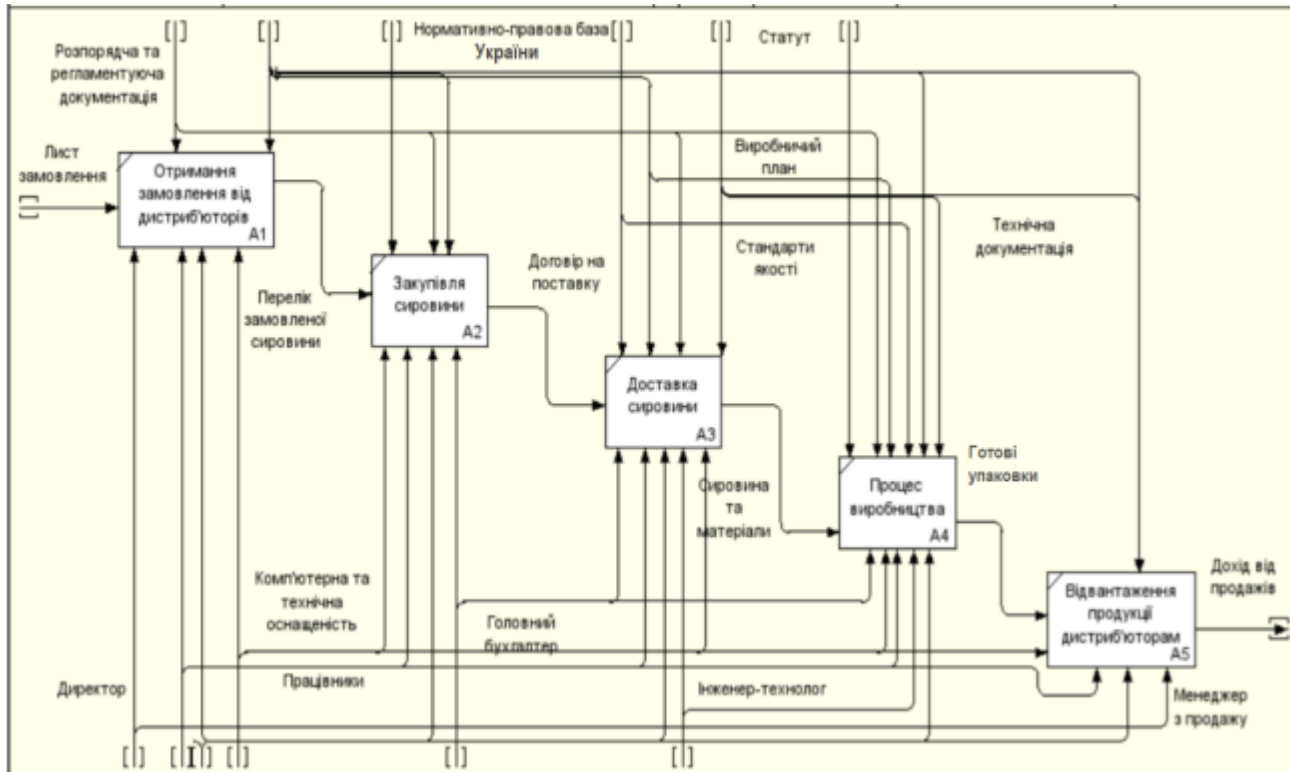 Нормативно-правова база
України
Статут
Розпорядча та
регламентуюча
документація
Лист
замовлення
Отримання
замовлення від
дистриб'юторів
A1
Виробничий
план
Технічна
документація
Стандарти
якості
Договір на
поставку
Закупівля
сировини
A2
Перелік
замовленої
сировини
Доставка
сировини
A3
Готові
упаковки
Сировина
та
матеріали
Процес
виробництва
A4
Дохід від
продажів
Комп'ютерна та
технічна
оснащеність
Головний
бухгалтер
Відвантаження
продукції
дистриб'юторам
A5
Директор
Працівники
Інженер-технолог
Менеджер
з продажу